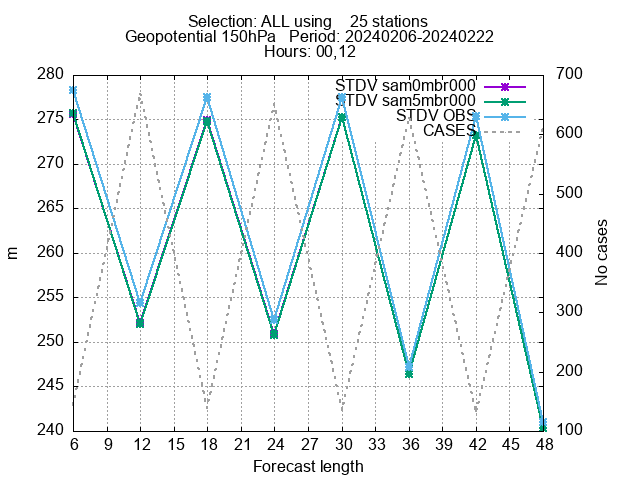 Selection: ALL using    25 stations
Geopotential 150hPa   Period: 20240206-20240222
Hours: 00,12
STDV sam0mbr000
STDV sam5mbr000
STDV OBS
CASES
280
275
270
265
260
255
250
245
240
m
700
600
500
400
300
200
100
No cases
6 9 12 15 18 21 24 27 30 33 36 39 42 45 48
Forecast length